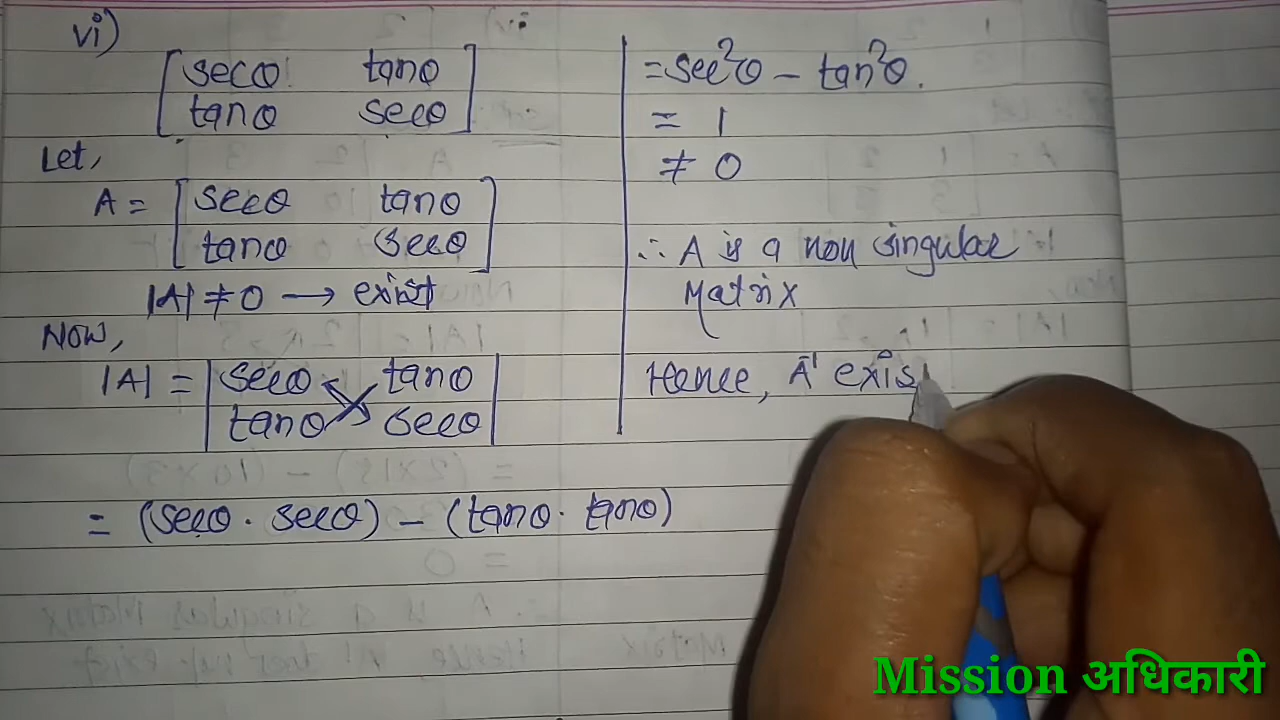 vi)
[secθ tanθ]
[tanθ secθ]
Let,
A = [secθ tanθ]
[tanθ secθ]
|A| ≠ 0 → exist
Now,
|A| = |secθ tanθ|
|tanθ secθ|
= (secθ · secθ) - (tanθ · tanθ)
= sec²θ - tan²θ.
= 1
≠ 0
∴ A is a non singular
Matrix
Hence, A⁻¹ exis
Mission अधिकारी